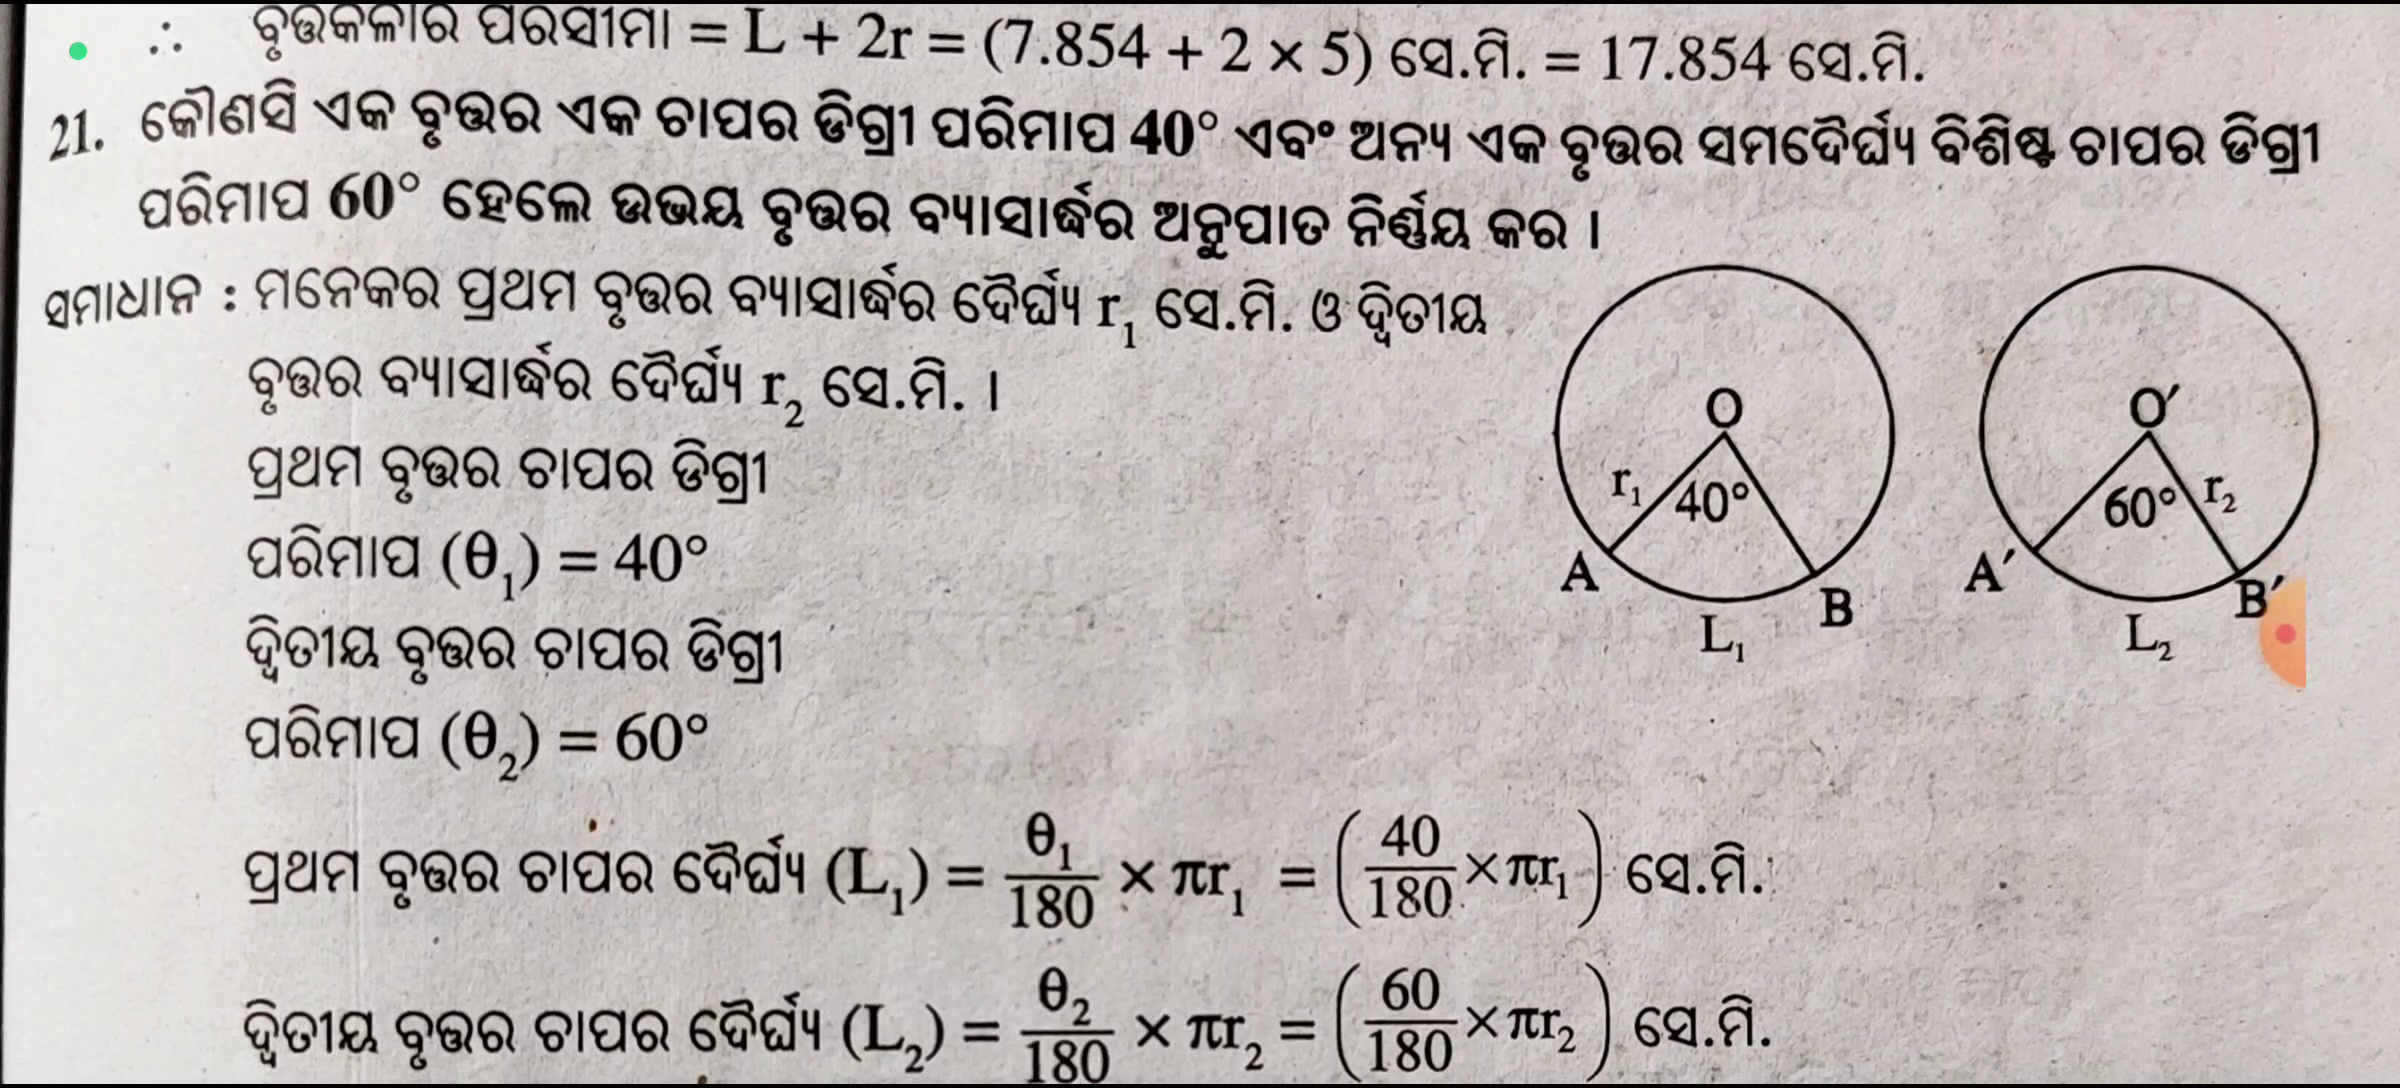 ∴ ବୃତ୍ତକଳାର ପରିସୀମା = L + 2r = (7.854 + 2 × 5) ସେ.ମି. = 17.854 ସେ.ମି.
21. କୌଣସି ଏକ ବୃତ୍ତର ଏକ ଚାପର ଡିଗ୍ରୀ ପରିମାପ 40° ଏବଂ ଅନ୍ୟ ଏକ ବୃତ୍ତର ସମଦୈର୍ଘ୍ୟ ବିଶିଷ୍ଟ ଚାପର ଡିଗ୍ରୀ
ପରିମାପ 60° ହେଲେ ଉଭୟ ବୃତ୍ତର ବ୍ୟାସାର୍ଦ୍ଧର ଅନୁପାତ ନିର୍ଣ୍ଣୟ କର ।
ସମାଧାନ : ମନେକର ପ୍ରଥମ ବୃତ୍ତର ବ୍ୟାସାର୍ଦ୍ଧର ଦୈର୍ଘ୍ୟ r₁ ସେ.ମି. ଓ ଦ୍ୱିତୀୟ
ବୃତ୍ତର ବ୍ୟାସାର୍ଦ୍ଧର ଦୈର୍ଘ୍ୟ r₂ ସେ.ମି. ।
ପ୍ରଥମ ବୃତ୍ତର ଚାପର ଡିଗ୍ରୀ
ପରିମାପ (θ₁) = 40°
ଦ୍ୱିତୀୟ ବୃତ୍ତର ଚାପର ଡିଗ୍ରୀ
ପରିମାପ (θ₂) = 60°
O
r₁
40°
A
B
L₁
O′
60°
r₂
A′
B′
L₂
ପ୍ରଥମ ବୃତ୍ତର ଚାପର ଦୈର୍ଘ୍ୟ (L₁) = θ₁/180 × πr₁ = (40/180 × πr₁) ସେ.ମି.
ଦ୍ୱିତୀୟ ବୃତ୍ତର ଚାପର ଦୈର୍ଘ୍ୟ (L₂) = θ₂/180 × πr₂ = (60/180 × πr₂) ସେ.ମି.